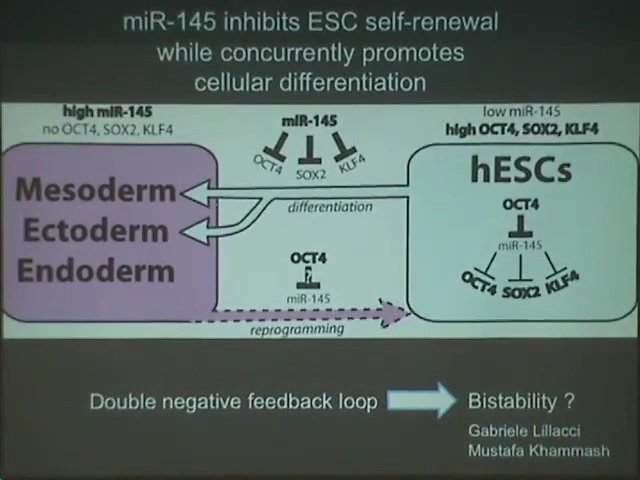 miR-145 inhibits ESC self-renewal
while concurrently promotes
cellular differentiation
high miR-145
no OCT4, SOX2, KLF4
miR-145
OCT4
SOX2
KLF4
low miR-145
high OCT4, SOX2, KLF4
Mesoderm
Ectoderm
Endoderm
differentiation
OCT4
?
miR-145
reprogramming
hESCs
OCT4
miR-145
OCT4 SOX2 KLF4
Double negative feedback loop
Bistability ?
Gabriele Lillacci
Mustafa Khammash